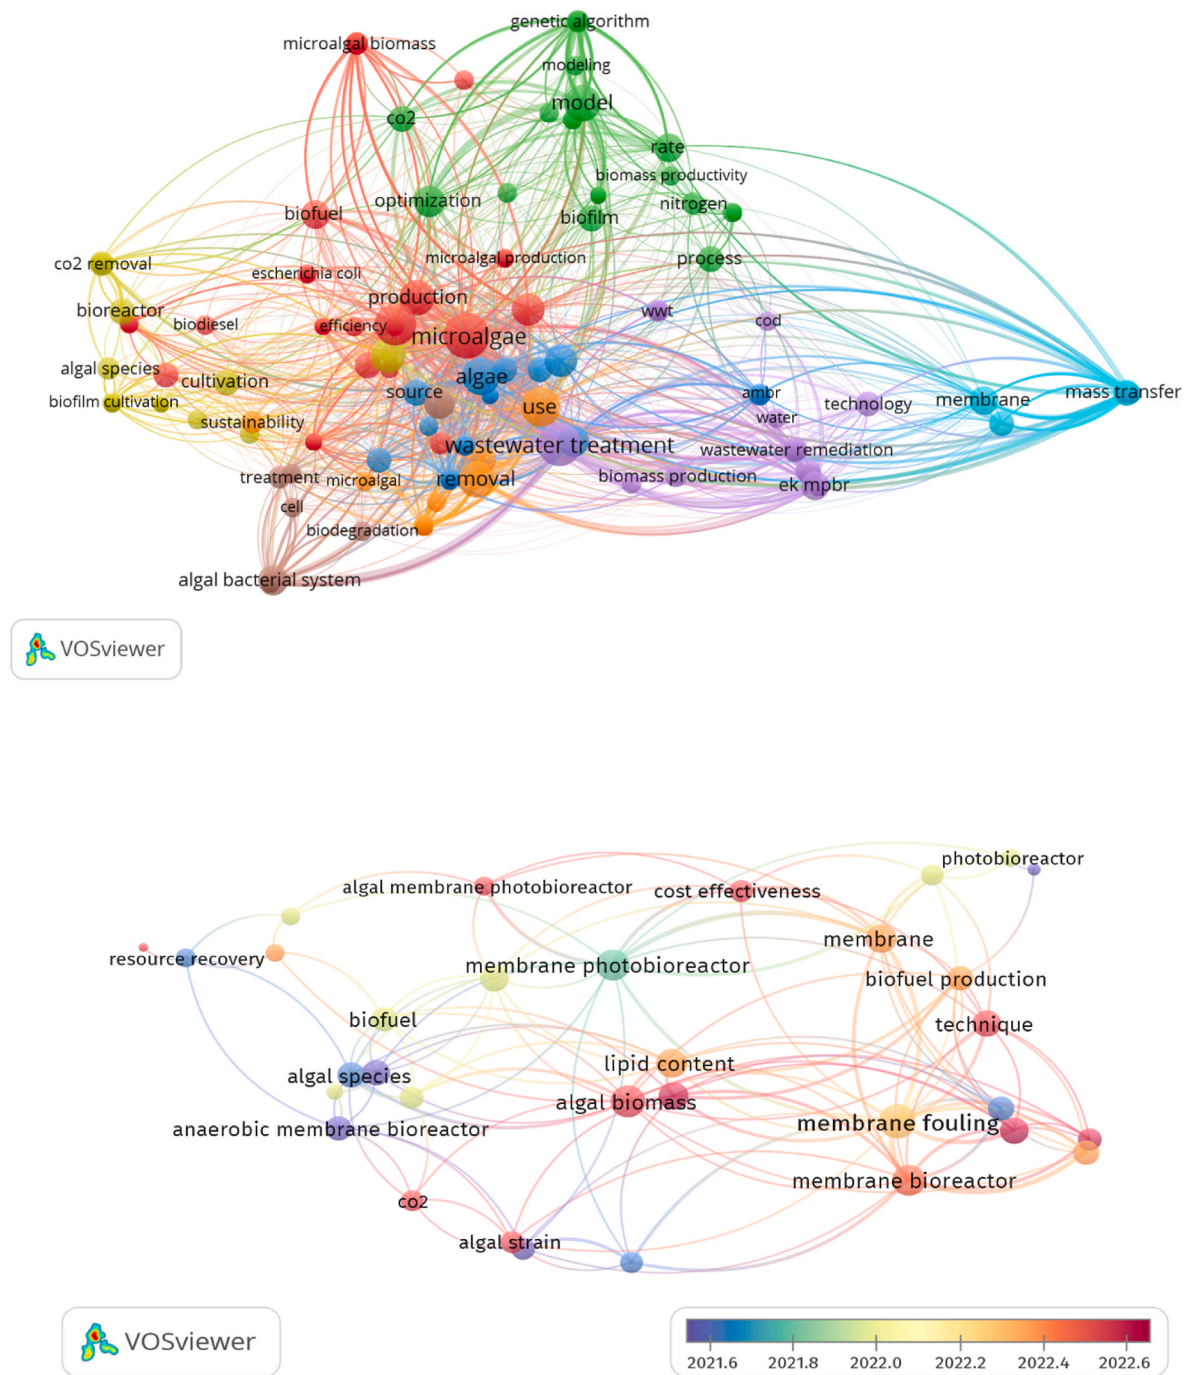 genetic algorithm
microalgal biomass
modeling
model
co2
rate
biomass productivity
optimization
nitrogen
biofuel
biofilm
co2 removal
microalgal production
process
escherichia coli
production
bioreactor
wwt
biodiesel
efficiency
cod
microalgae
algal species
algae
cultivation
source
ambr
membrane
mass transfer
biofilm cultivation
use
technology
sustainability
water
wastewater treatment
wastewater remediation
treatment
microalgal
removal
biomass production
ek mpbr
cell
biodegradation
algal bacterial system
VOSviewer
photobioreactor
algal membrane photobioreactor
cost effectiveness
membrane
resource recovery
membrane photobioreactor
biofuel production
biofuel
technique
lipid content
algal species
algal biomass
membrane fouling
anaerobic membrane bioreactor
membrane bioreactor
co2
algal strain
VOSviewer
2021.6 2021.8 2022.0 2022.2 2022.4 2022.6